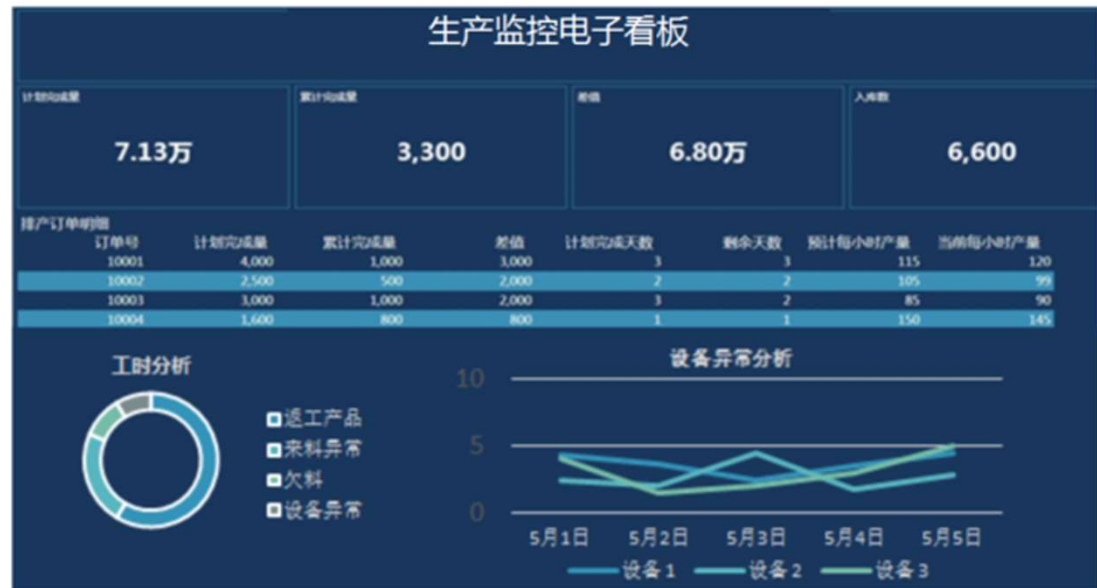 生产监控电子看板
计划完成量 累计完成量 差值 入库数
7.13万 3,300 6.80万 6,600
排产订单明细
订单号 计划完成量 累计完成量 差值 计划完成天数 剩余天数 预计每小时产量 当前每小时产量
10001 4,000 1,000 3,000 3 3 115 120
10002 2,500 500 2,000 2 2 105 99
10003 3,000 1,000 2,000 3 2 85 90
10004 1,600 800 800 1 1 150 145
工时分析
返工产品
来料异常
欠料
设备异常
设备异常分析
10
5
0
5月1日 5月2日 5月3日 5月4日 5月5日
设备1 设备2 设备3